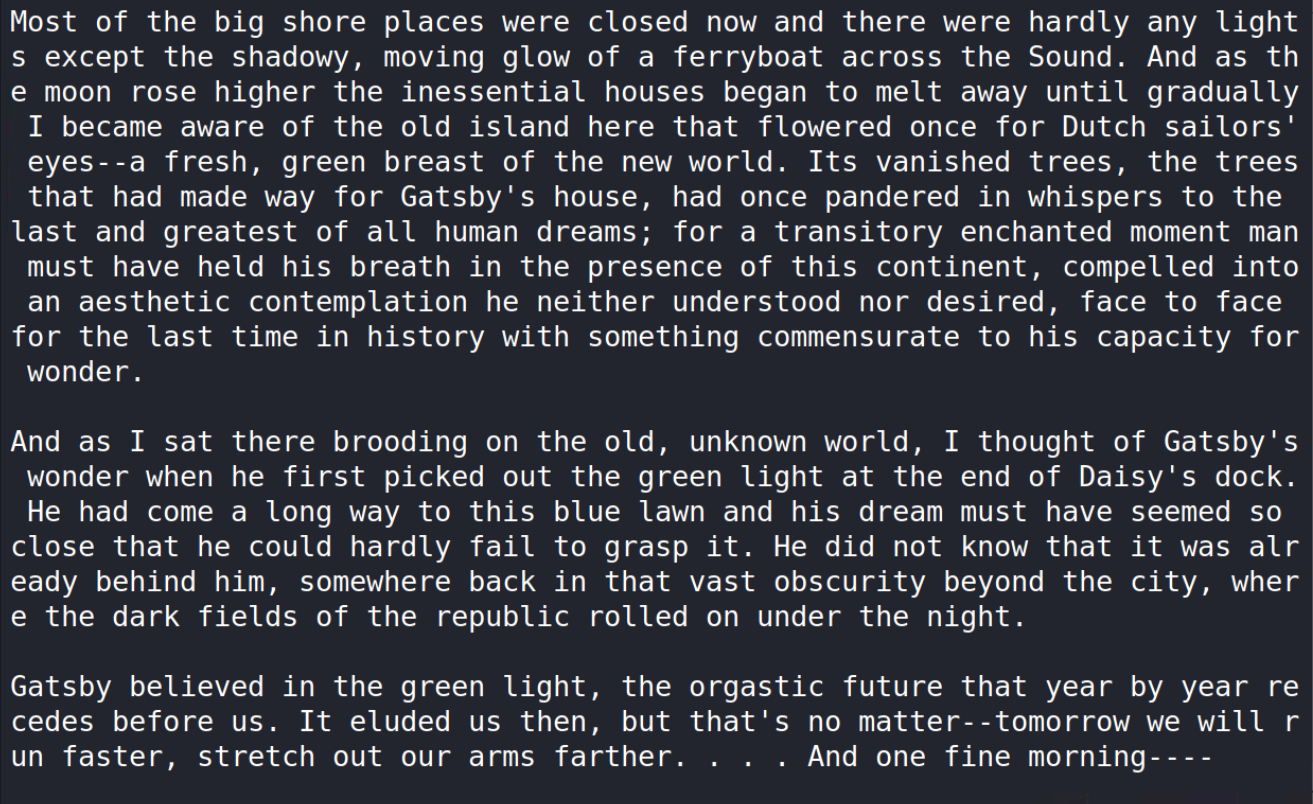 Most of the big shore places were closed now and there were hardly any light
s except the shadowy, moving glow of a ferryboat across the Sound. And as th
e moon rose higher the inessential houses began to melt away until gradually
 I became aware of the old island here that flowered once for Dutch sailors'
 eyes--a fresh, green breast of the new world. Its vanished trees, the trees
 that had made way for Gatsby's house, had once pandered in whispers to the
last and greatest of all human dreams; for a transitory enchanted moment man
 must have held his breath in the presence of this continent, compelled into
 an aesthetic contemplation he neither understood nor desired, face to face
for the last time in history with something commensurate to his capacity for
 wonder.

And as I sat there brooding on the old, unknown world, I thought of Gatsby's
 wonder when he first picked out the green light at the end of Daisy's dock.
 He had come a long way to this blue lawn and his dream must have seemed so
close that he could hardly fail to grasp it. He did not know that it was alr
eady behind him, somewhere back in that vast obscurity beyond the city, wher
e the dark fields of the republic rolled on under the night.

Gatsby believed in the green light, the orgastic future that year by year re
cedes before us. It eluded us then, but that's no matter--tomorrow we will r
un faster, stretch out our arms farther. . . . And one fine morning----